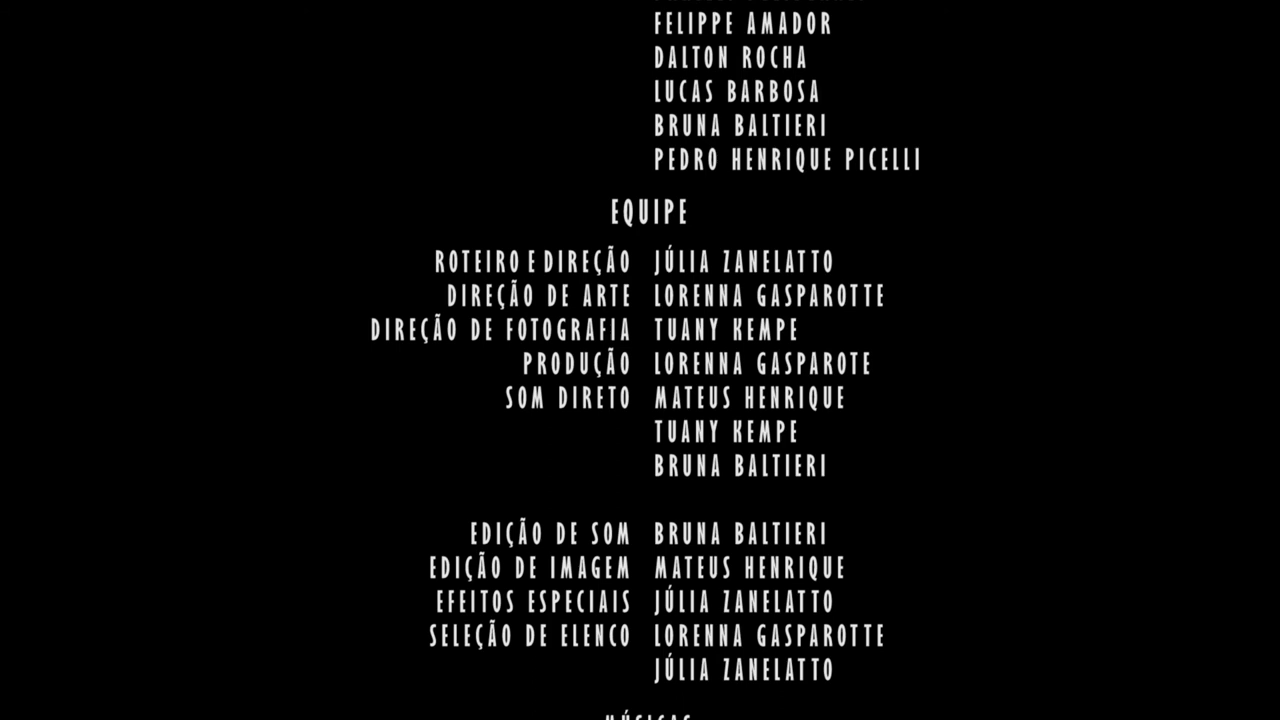 FELIPPE AMADOR
DALTON ROCHA
LUCAS BARBOSA
BRUNA BALTIERI
PEDRO HENRIQUE PICELLI
EQUIPE
ROTEIRO E DIREÇÃO JÚLIA ZANELATTO
DIREÇÃO DE ARTE LORENNA GASPAROTTE
DIREÇÃO DE FOTOGRAFIA TUANY KEMPE
PRODUÇÃO LORENNA GASPAROTE
SOM DIRETO MATEUS HENRIQUE
TUANY KEMPE
BRUNA BALTIERI
EDIÇÃO DE SOM BRUNA BALTIERI
EDIÇÃO DE IMAGEM MATEUS HENRIQUE
EFEITOS ESPECIAIS JÚLIA ZANELATTO
SELEÇÃO DE ELENCO LORENNA GASPAROTTE
JÚLIA ZANELATTO
MÚSICAS